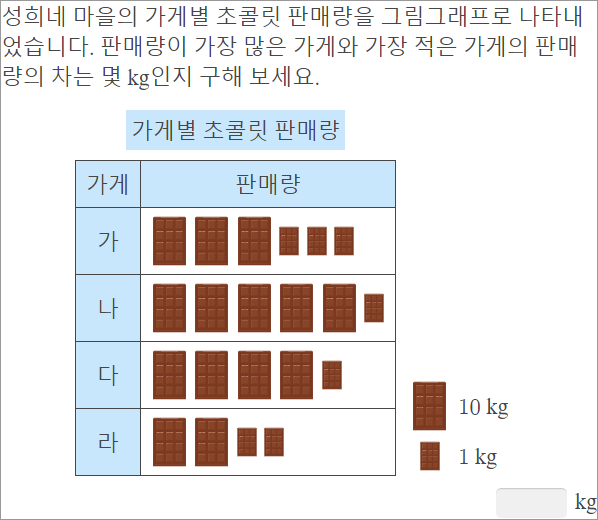 성희네 마을의 가게별 초콜릿 판매량을 그림그래프로 나타내
었습니다. 판매량이 가장 많은 가게와 가장 적은 가게의 판매
량의 차는 몇 kg인지 구해 보세요.
가게별 초콜릿 판매량
가게 판매량
가
나
다
라
10 kg
1 kg
kg